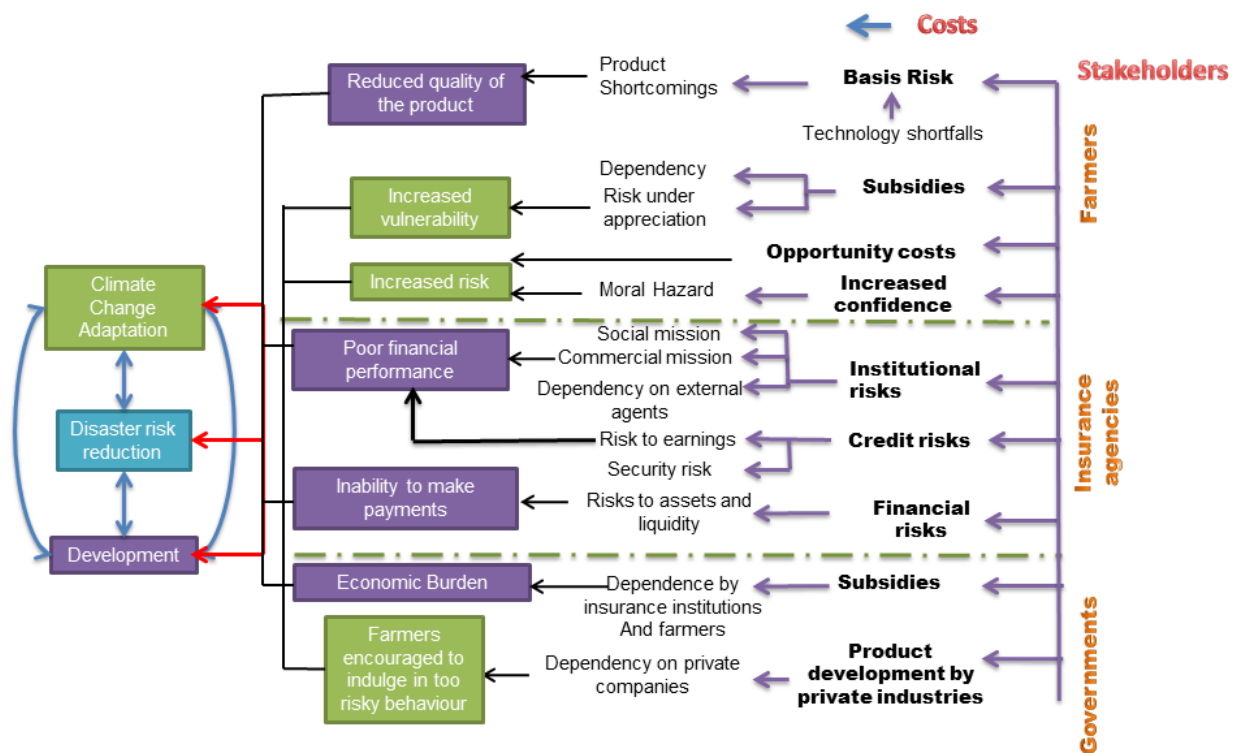 Costs
Stakeholders
Reduced quality of
the product
Product
Shortcomings
Basis Risk
Technology shortfalls
Farmers
Increased
vulnerability
Dependency
Risk under
appreciation
Subsidies
Opportunity costs
Increased risk
Moral Hazard
Increased
confidence
Climate
Change
Adaptation
Disaster risk
reduction
Development
Poor financial
performance
Social mission
Commercial mission
Dependency on external
agents
Institutional
risks
Risk to earnings
Security risk
Credit risks
Insurance
agencies
Inability to make
payments
Risks to assets and
liquidity
Financial
risks
Economic Burden
Dependence by
insurance institutions
And farmers
Subsidies
Farmers
encouraged to
indulge in too
risky behaviour
Dependency on private
companies
Product
development by
private industries
Governments